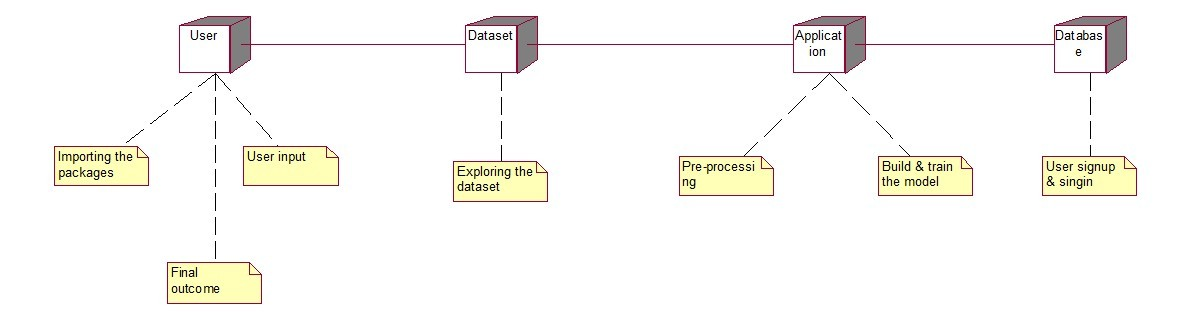 User
Dataset
Applicat
ion
Databas
e
Importing the
packages
User input
Exploring the
dataset
Pre-processi
ng
Build & train
the model
User signup
& singin
Final
outcome